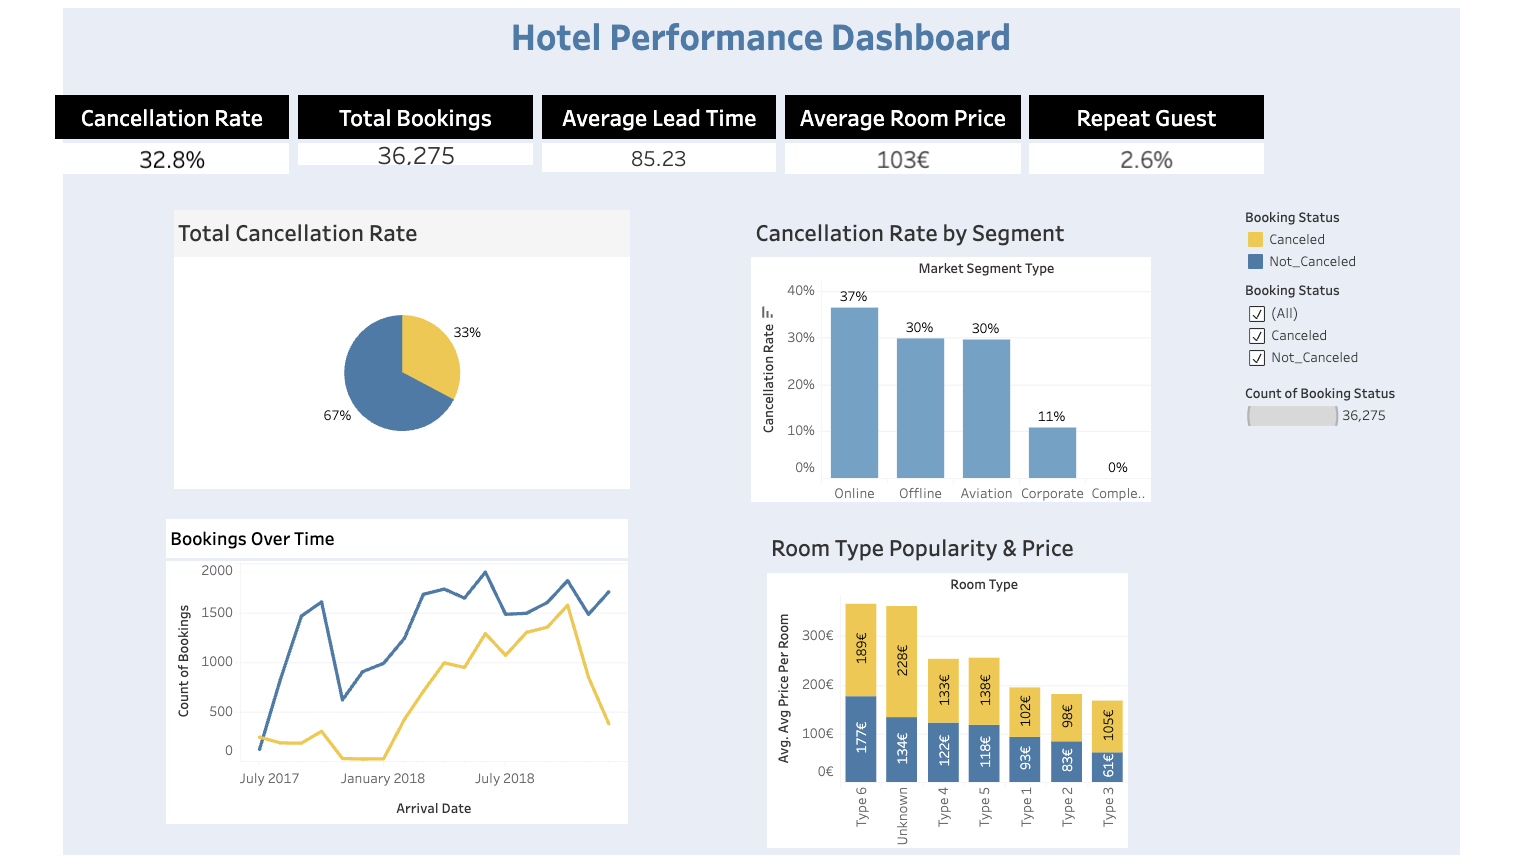 Hotel Performance Dashboard
Cancellation Rate
Total Bookings
Average Lead Time
Average Room Price
Repeat Guest
32.8%
36,275
85.23
103€
2.6%
Total Cancellation Rate
33%
67%
Cancellation Rate by Segment
Market Segment Type
Cancellation Rate
40%
30%
20%
10%
0%
37%
30%
30%
11%
0%
Online
Offline
Aviation
Corporate
Comple..
Booking Status
Canceled
Not_Canceled
Booking Status
(All)
Canceled
Not_Canceled
Count of Booking Status
36,275
Bookings Over Time
Count of Bookings
2000
1500
1000
500
0
July 2017
January 2018
July 2018
Arrival Date
Room Type Popularity & Price
Room Type
Avg. Avg Price Per Room
300€
200€
100€
0€
189€
228€
133€
138€
102€
98€
105€
177€
134€
122€
118€
93€
83€
61€
Type 6
Unknown
Type 4
Type 5
Type 1
Type 2
Type 3